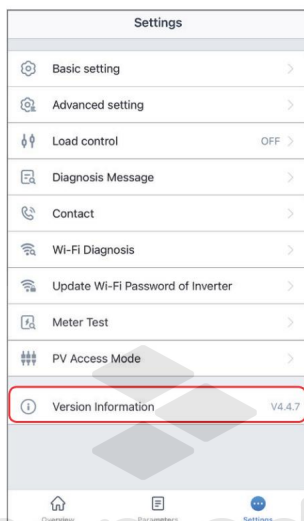 Settings
Basic setting
Advanced setting
Load control OFF
Diagnosis Message
Contact
Wi-Fi Diagnosis
Update Wi-Fi Password of Inverter
Meter Test
PV Access Mode
Version Information V4.4.7
Overview Parameters Settings